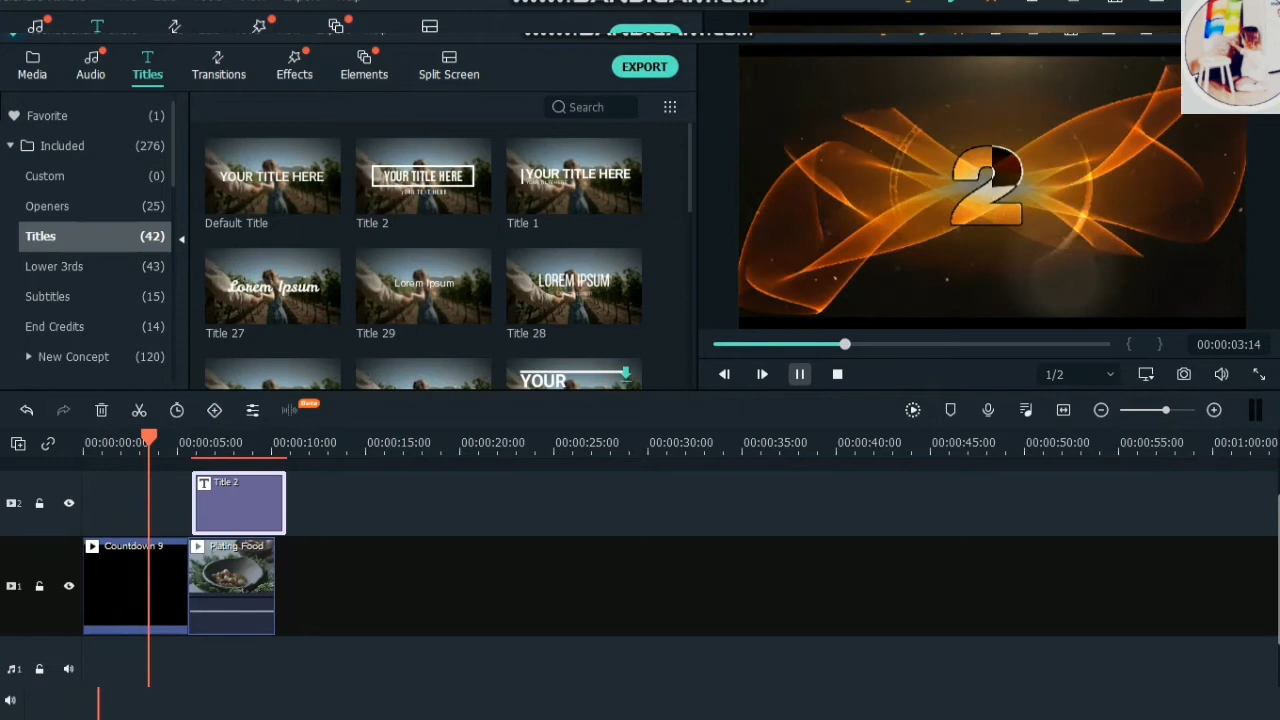 www.BANDICAM.com
Media
Audio
Titles
Transitions
Effects
Elements
Split Screen
EXPORT
Favorite (1)
Included (276)
Custom (0)
Openers (25)
Titles (42)
Lower 3rds (43)
Subtitles (15)
End Credits (14)
New Concept (120)
Search
YOUR TITLE HERE
Default Title
YOUR TITLE HERE
Title 2
YOUR TITLE HERE
Title 1
Lorem Ipsum
Title 27
Lorem Ipsum
Title 29
LOREM IPSUM
Title 28
YOUR
2
00:00:03:14
1/2
Beta
00:00:00:00 00:00:05:00 00:00:10:00 00:00:15:00 00:00:20:00 00:00:25:00 00:00:30:00 00:00:35:00 00:00:40:00 00:00:45:00 00:00:50:00 00:00:55:00 00:01:00:00
2
T Title 2
Countdown 9
Plating Food
1
1